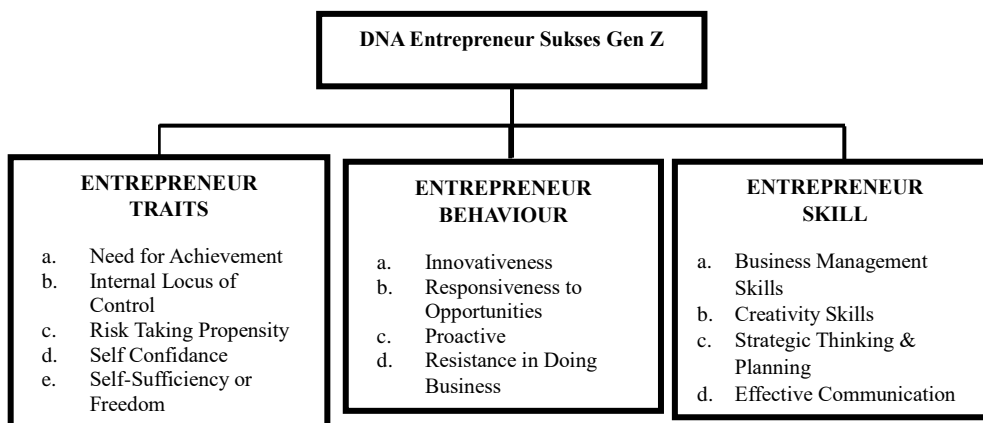 DNA Entrepreneur Sukses Gen Z
ENTREPRENEUR
TRAITS
a. Need for Achievement
b. Internal Locus of
Control
c. Risk Taking Propensity
d. Self Confidance
e. Self-Sufficiency or
Freedom
ENTREPRENEUR
BEHAVIOUR
a. Innovativeness
b. Responsiveness to
Opportunities
c. Proactive
d. Resistance in Doing
Business
ENTREPRENEUR
SKILL
a. Business Management
Skills
b. Creativity Skills
c. Strategic Thinking &
Planning
d. Effective Communication